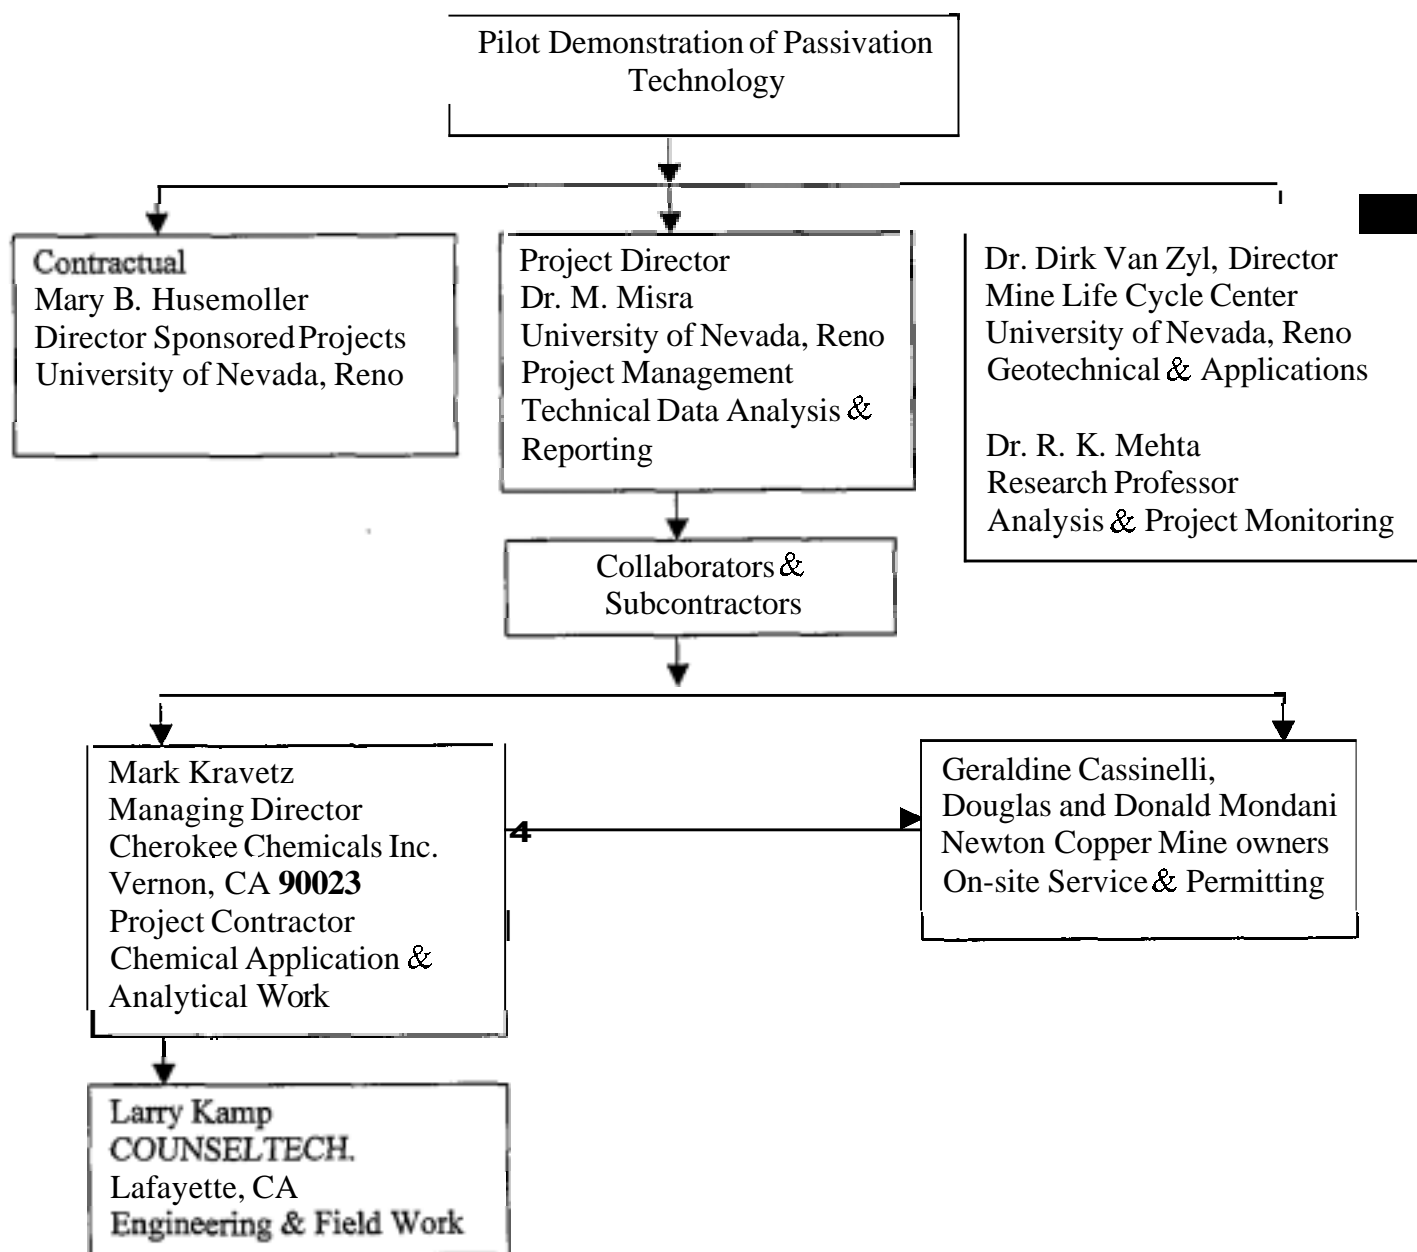 Pilot Demonstration of Passivation
Technology
Contractual
Mary B. Husemoller
Director Sponsored Projects
University of Nevada, Reno
Project Director
Dr. M. Misra
University of Nevada, Reno
Project Management
Technical Data Analysis &
Reporting
Dr. Dirk Van Zyl, Director
Mine Life Cycle Center
University of Nevada, Reno
Geotechnical & Applications
Dr. R. K. Mehta
Research Professor
Analysis & Project Monitoring
Collaborators &
Subcontractors
Mark Kravetz
Managing Director
Cherokee Chemicals Inc.
Vernon, CA 90023
Project Contractor
Chemical Application &
Analytical Work
4
Geraldine Cassinelli,
Douglas and Donald Mondani
Newton Copper Mine owners
On-site Service & Permitting
Larry Kamp
COUNSELTECH.
Lafayette, CA
Engineering & Field Work